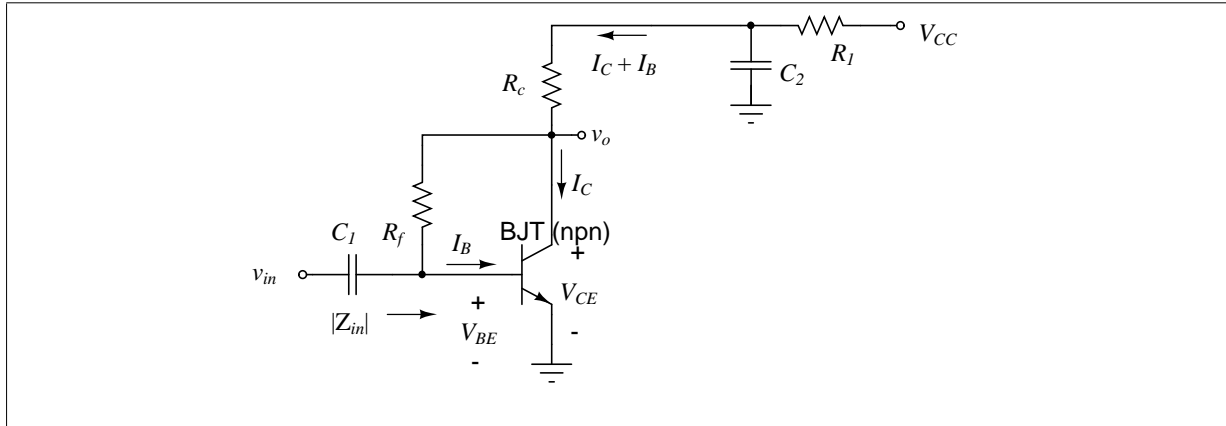 V_CC
R_1
I_C + I_B
C_2
R_c
v_o
I_C
BJT (npn)
C_1
R_f
I_B
+
v_in
+
V_CE
|Z_in|
V_BE
-
-